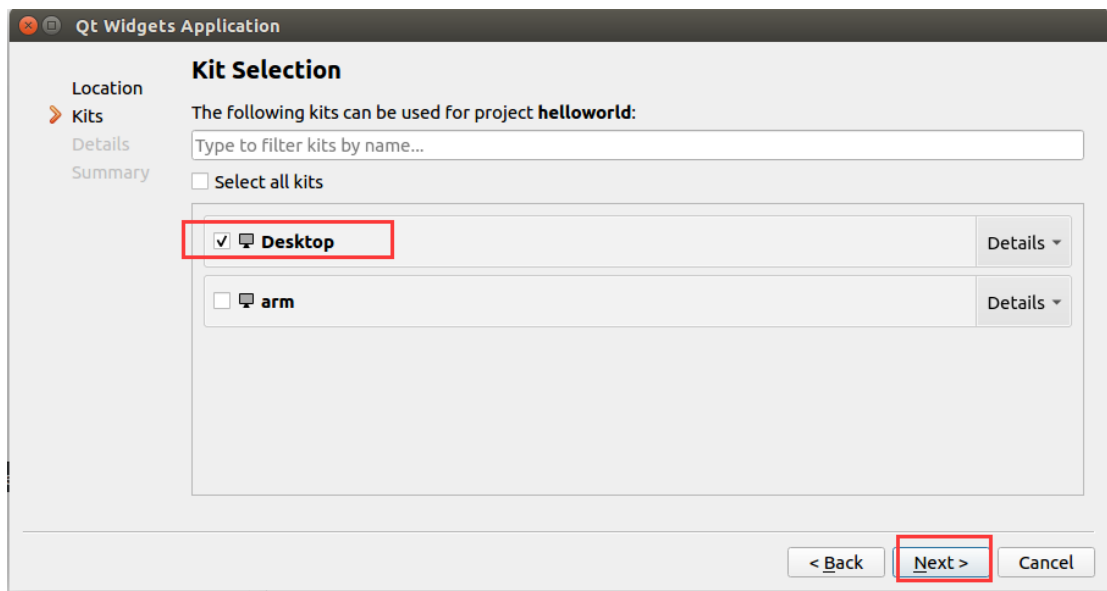 Qt Widgets Application
Location
Kits
Details
Summary
Kit Selection
The following kits can be used for project helloworld:
Type to filter kits by name...
Select all kits
Desktop
Details
arm
Details
< Back
Next >
Cancel